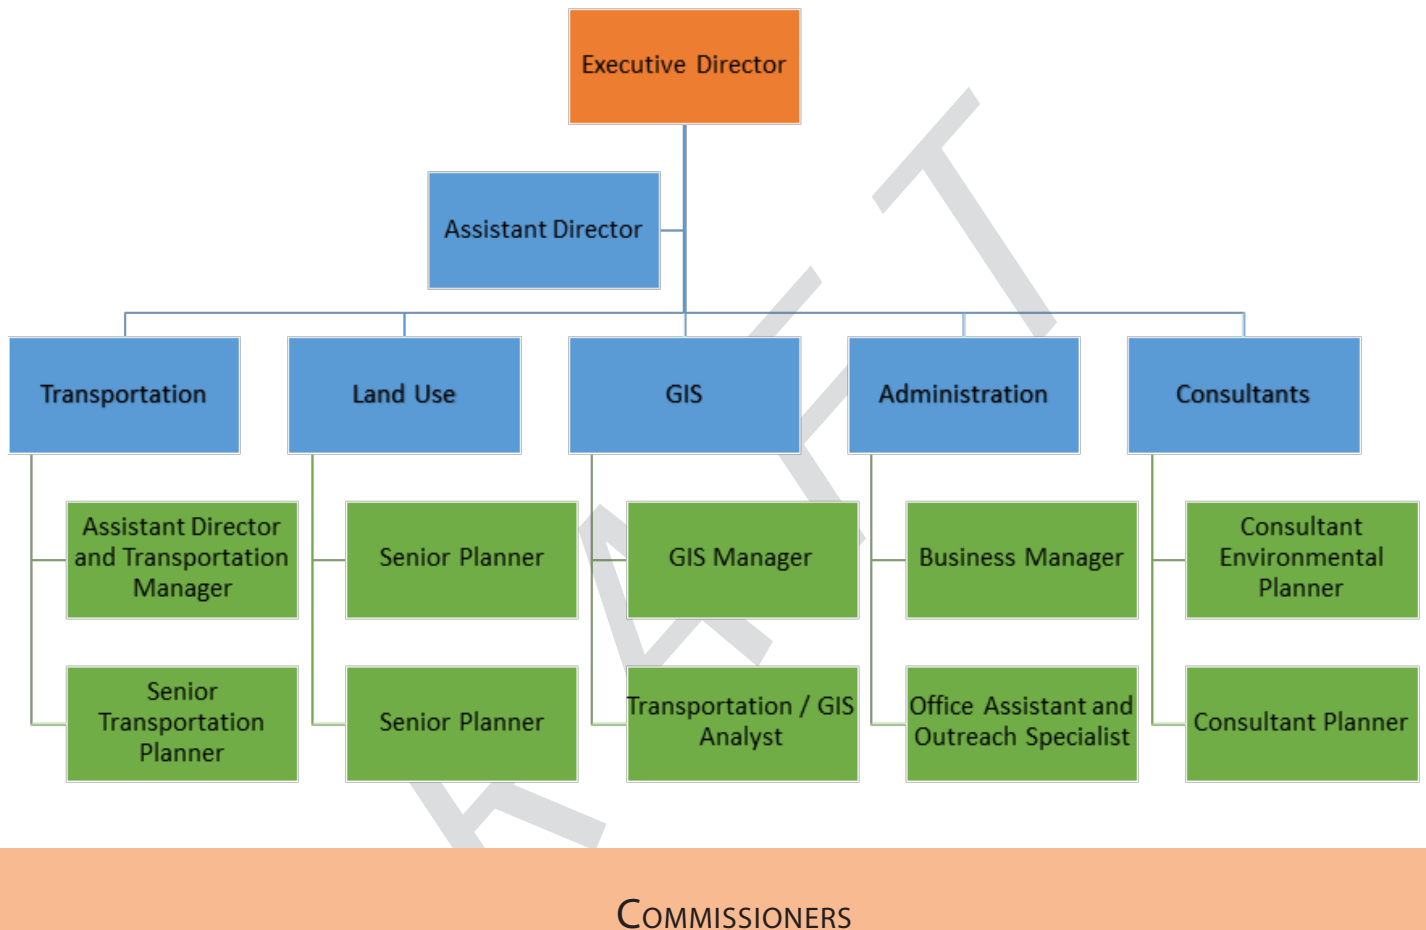 Executive Director
Assistant Director
Transportation
Land Use
GIS
Administration
Consultants
Assistant Director
and Transportation
Manager
Senior Planner
GIS Manager
Business Manager
Consultant
Environmental
Planner
Senior
Transportation
Planner
Senior Planner
Transportation / GIS
Analyst
Office Assistant and
Outreach Specialist
Consultant Planner
COMMISSIONERS